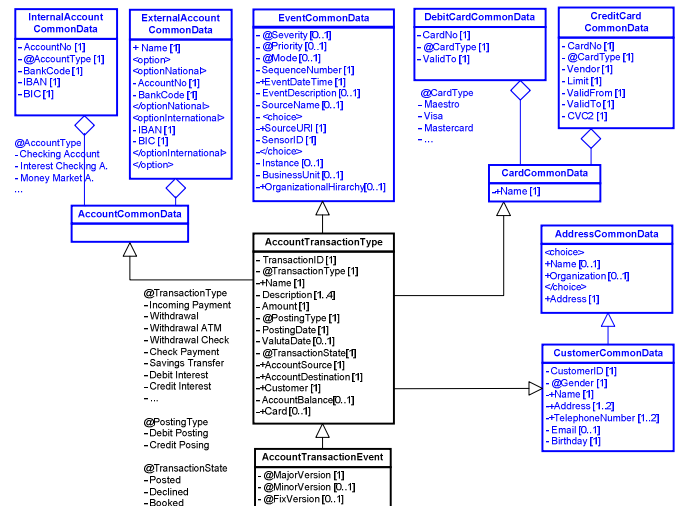 InternalAccount
CommonData
- AccountNo [1]
- @AccountType [1]
- BankCode [1]
- IBAN [1]
- BIC [1]
@AccountType
- Checking Account
- Interest Checking A.
- Money Market A.
...
ExternalAccount
CommonData
+ Name [1]
<option>
<optionNational>
- AccountNo [1]
- BankCode [1]
</optionNational>
<optionInternational>
- IBAN [1]
- BIC [1]
</optionInternational>
</option>
AccountCommonData
EventCommonData
- @Severity [0..1]
- @Priority [0..1]
- @Mode [0..1]
- SequenceNumber [1]
- +EventDateTime [1]
- EventDescription [0..1]
- SourceName [0..1]
- <choice>
- +SourceURI [1]
- SensorID [1]
- </choice>
- Instance [0..1]
- BusinessUnit [0..1]
- +OrganizationalHirarchy[0..1]
DebitCardCommonData
- CardNo [1]
- @CardType [1]
- ValidTo [1]
@CardType
- Maestro
- Visa
- Mastercard
- ...
CreditCard
CommonData
- CardNo [1]
- @CardType [1]
- Vendor [1]
- Limit [1]
- ValidFrom [1]
- ValidTo [1]
- CVC2 [1]
CardCommonData
-+Name [1]
AccountTransactionType
- TransactionID [1]
- @TransactionType [1]
- +Name [1]
- Description [1..4]
- Amount [1]
- @PostingType [1]
- PostingDate [1]
- ValutaDate [0..1]
- @TransactionState[1]
- +AccountSource [1]
- +AccountDestination [1]
- +Customer [1]
- AccountBalance[0..1]
- +Card [0..1]
@TransactionType
- Incoming Payment
- Withdrawal
- Withdrawal ATM
- Withdrawal Check
- Check Payment
- Savings Transfer
- Debit Interest
- Credit Interest
- ...
@PostingType
- Debit Posting
- Credit Posing
@TransactionState
- Posted
- Declined
- Booked
AddressCommonData
<choice>
+Name [0..1]
+Organization [0..1]
</choice>
+Address [1]
CustomerCommonData
- CustomerID [1]
- @Gender [1]
-+Name [1]
-+Address [1..2]
-+TelephoneNumber [1..2]
- Email [0..1]
- Birthday [1]
AccountTransactionEvent
- @MajorVersion [1]
- @MinorVersion [0..1]
- @FixVersion [0..1]